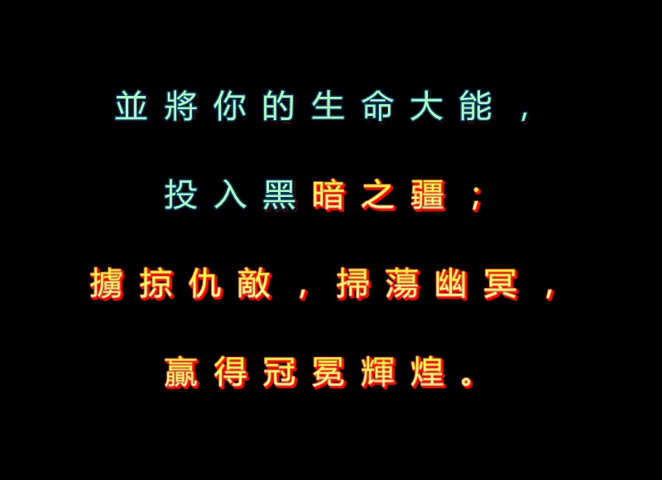 並將你的生命大能，
投入黑暗之疆；
擄掠仇敵，掃蕩幽冥，
贏得冠冕輝煌。